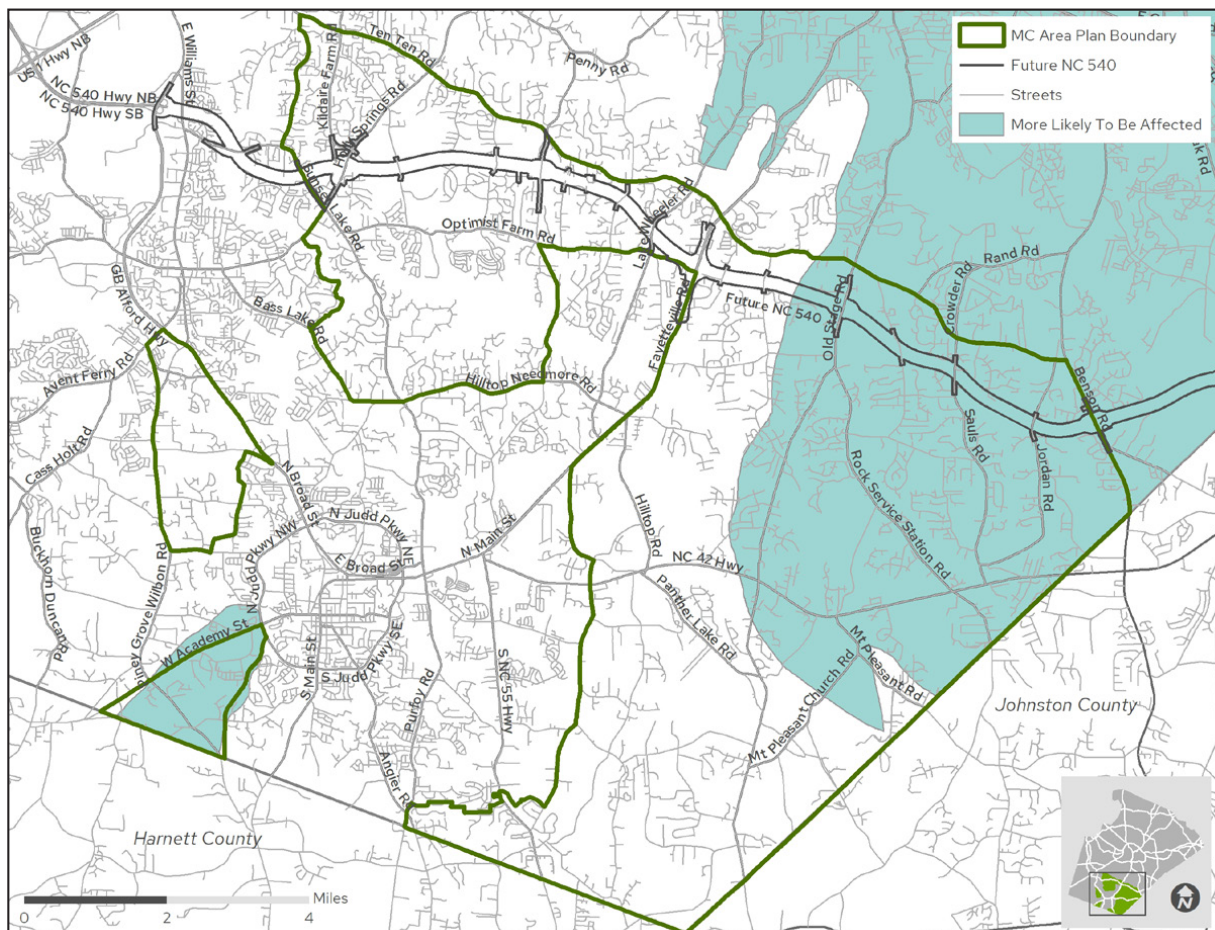 MC Area Plan Boundary
Future NC 540
Streets
More Likely To Be Affected
US 1 Hwy NB
E Williams St
NC 540 Hwy NB
NC 540 Hwy SB
Kildaire Farm Rd
Ten Ten Rd
Penny Rd
Springs Rd
Sunset Lake Rd
Optimist Farm Rd
Lake Wheeler Rd
Rand Rd
Crowder Rd
GB Alford Hwy
Bass Lake Rd
Fayetteville Rd
Future NC 540
Old Stage Rd
Avent Ferry Rd
Hilltop Needmore Rd
Benson Rd
Cass Holt Rd
Sauls Rd
Jordan Rd
N Broad St
Rock Service Station Rd
N Judd Pkwy NE
N Judd Pkwy NW
Hilltop Rd
N Main St
E Broad St
NC 42 Hwy
Buckhorn Duncan Rd
Piney Grove Wilbon Rd
Panther Lake Rd
W Academy St
S Main St
S Judd Pkwy SE
Purfoy Rd
S NC 55 Hwy
Mt Pleasant Rd
Mt Pleasant Church Rd
Johnston County
Angier Rd
Harnett County
Miles
0
2
4
N